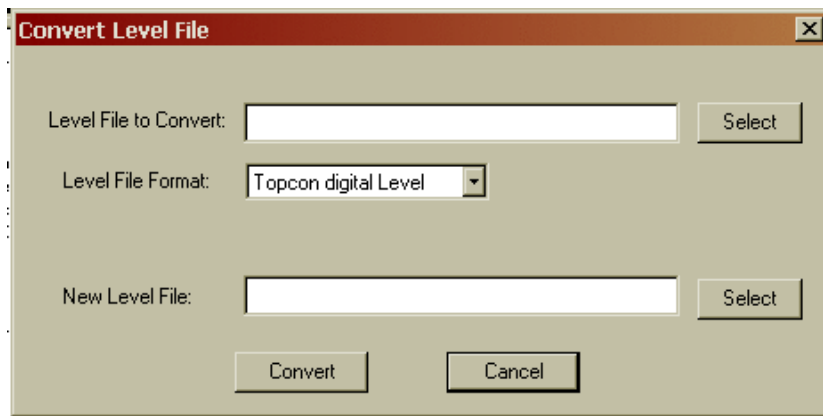 Convert Level File
Level File to Convert:
Select
Level File Format:
Topcon digital Level
New Level File:
Select
Convert
Cancel